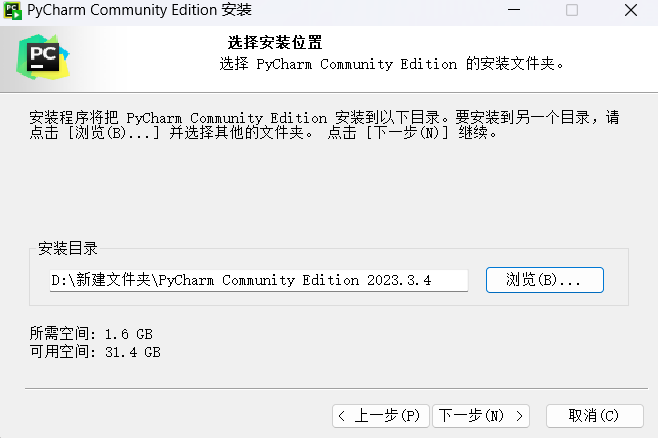 PyCharm Community Edition 安装
PC
选择安装位置
选择 PyCharm Community Edition 的安装文件夹。
安装程序将把 PyCharm Community Edition 安装到以下目录。要安装到另一个目录，请
点击 [浏览(B)...] 并选择其他的文件夹。 点击 [下一步(N)] 继续。
安装目录
D:\新建文件夹\PyCharm Community Edition 2023.3.4
浏览(B)...
所需空间: 1.6 GB
可用空间: 31.4 GB
< 上一步(P) 下一步(N) > 取消(C)